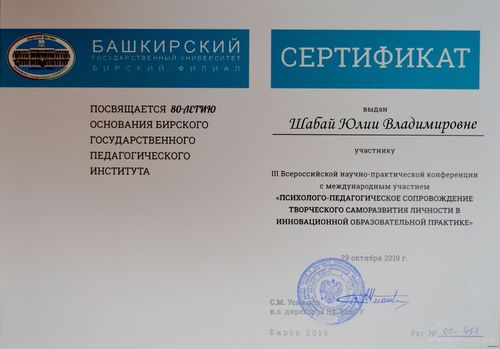 БАШКИРСКИЙ
ГОСУДАРСТВЕННЫЙ УНИВЕРСИТЕТ
БИРСКИЙ ФИЛИАЛ
ПОСВЯЩАЕТСЯ 80-ЛЕТИЮ
ОСНОВАНИЯ БИРСКОГО
ГОСУДАРСТВЕННОГО
ПЕДАГОГИЧЕСКОГО
ИНСТИТУТА
СЕРТИФИКАТ
выдан
Шабай Юлии Владимировне
участнику
III Всероссийской научно-практической конференции
с международным участием
«ПСИХОЛОГО-ПЕДАГОГИЧЕСКОЕ СОПРОВОЖДЕНИЕ
ТВОРЧЕСКОГО САМОРАЗВИТИЯ ЛИЧНОСТИ В
ИННОВАЦИОННОЙ ОБРАЗОВАТЕЛЬНОЙ ПРАКТИКЕ»
29 октября 2019 г.
С.М.
и.о. директора
Бирск 2019
Рег.№ 00-451